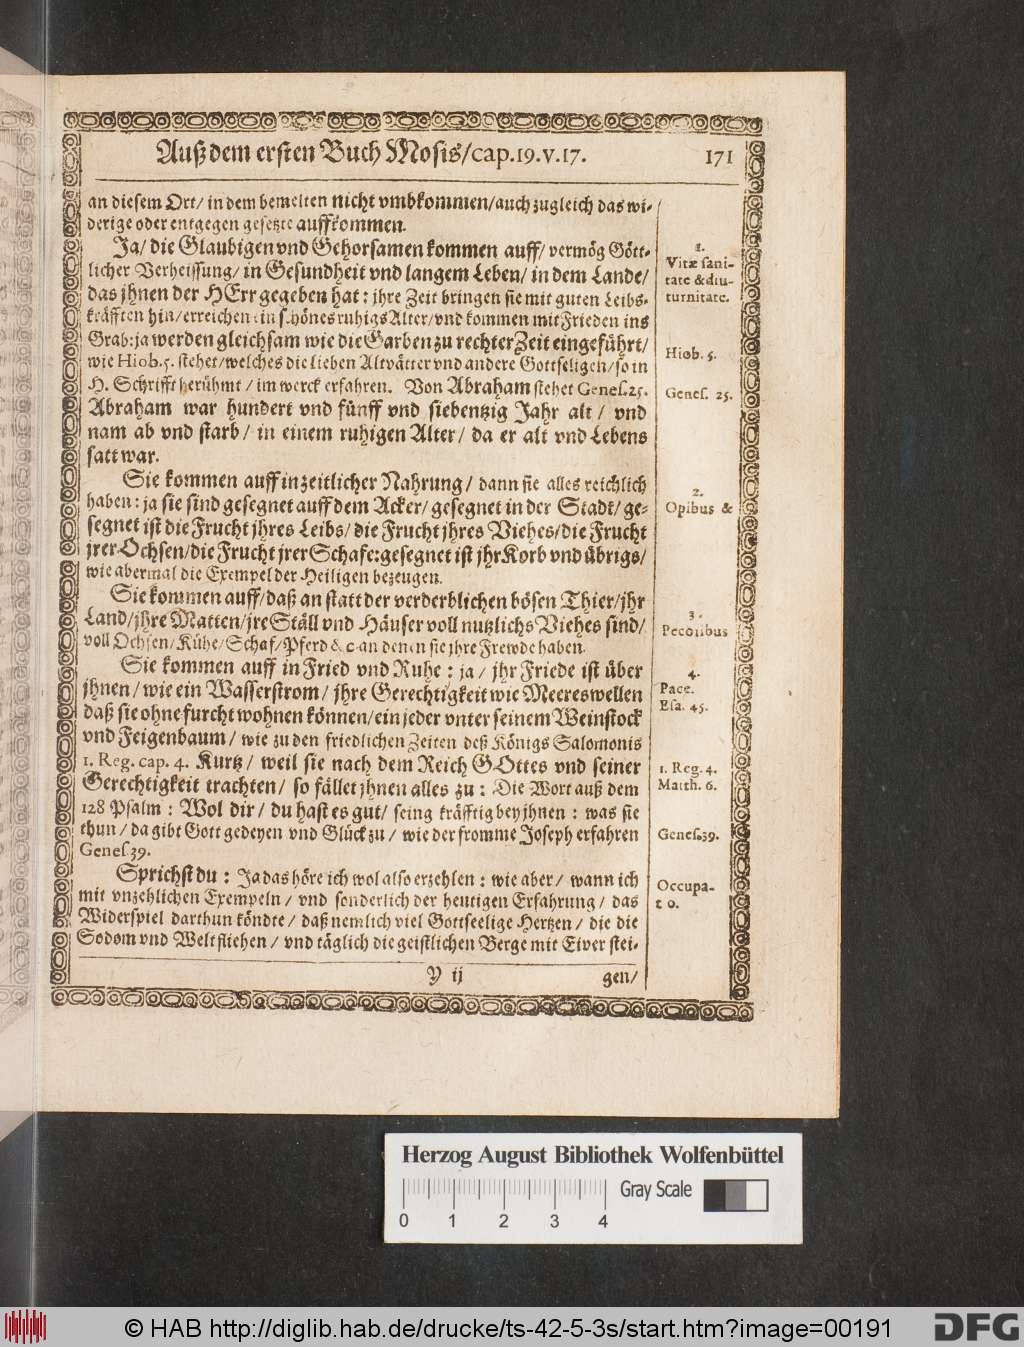 Auß dem ersten Buch Mosis/cap.19.v.17. 171
an diesem Ort/ in dem bemelten nicht vmbkommen/auch zugleich das wi-
derige oder entgegen gesetzte auffkommen.
Ja/ die Glaubigen vnd Gehorsamen kommen auff/ vermög Gött-
licher Verheissung/ in Gesundheit vnd langem Leben/ in dem Lande/
das jhnen der HErr gegeben hat: jhre Zeit bringen sie mit guten Leibs-
kräfften hin/erreichen ein schönes ruhigs Alter/vnd kommen mit Frieden ins
Grab: ja werden gleichsam wie die Garben zu rechter Zeit eingeführt/
wie Hiob.5. stehet/welches die lieben Altvätter vnd andere Gottseligen/so in
H. Schrifft berühmt/ im werck erfahren. Von Abraham stehet Genes.25.
Abraham war hundert vnd fünff vnd siebentzig Jahr alt/ vnd
nam ab vnd starb/ in einem ruhigen Alter/ da er alt vnd Lebens
satt war.
Sie kommen auff in zeitlicher Nahrung/ dann sie alles reichlich
haben: ja sie sind gesegnet auff dem Acker/ gesegnet in der Stadt/ ge-
segnet ist die Frucht jhres Leibs/ die Frucht jhres Viehes/die Frucht
jrer Ochsen/die Frucht jrer Schafe: gesegnet ist jhr Korb vnd übrigs/
wie abermal die Exempel der Heiligen bezeugen.
Sie kommen auff/daß an statt der verderblichen bösen Thier/jhr
Land/jhre Matten/jre Ställ vnd Häuser voll nutzlichs Viehes sind/
voll Ochsen/Kühe/Schaf/Pferd &c. an denen sie jhre Frewde haben.
Sie kommen auff in Fried vnd Ruhe: ja/ jhr Friede ist über
jhnen/ wie ein Wasserstrom/ jhre Gerechtigkeit wie Meereswellen
daß sie ohne furcht wohnen können/ein jeder vnter seinem Weinstock
vnd Feigenbaum/ wie zu den friedlichen Zeiten deß Königs Salomonis
1. Reg. cap. 4. Kurtz/ weil sie nach dem Reich GOttes vnd seiner
Gerechtigkeit trachten/ so fället jhnen alles zu: Die Wort auß dem
128 Psalm: Wol dir/ du hast es gut/ seing kräfftig bey jhnen: was sie
thun/ da gibt Gott gedeyen vnd Glück zu/ wie der fromme Joseph erfahren
Genes.39.
Sprichst du: Ja das höre ich wol also erzehlen: wie aber/ wann ich
mit vnzehlichen Exempeln/ vnd sonderlich der heutigen Erfahrung/ das
Widerspiel darthun köndte/ daß nemlich viel Gottseelige Hertzen/ die die
Sodom vnd Welt fliehen/ vnd täglich die geistlichen Berge mit Eiver stei-
Y ij gen/
1.
Vitæ sani-
tate & diu-
turnitate.
Hiob. 5.
Genes. 25.
2.
Opibus &
3.
Pecoribus
4.
Pace.
Esa. 45.
1. Reg. 4.
Matth. 6.
Genes.39.
Occupa-
t o.
Herzog August Bibliothek Wolfenbüttel
Gray Scale
0 1 2 3 4
© HAB http://diglib.hab.de/drucke/ts-42-5-3s/start.htm?image=00191
DFG